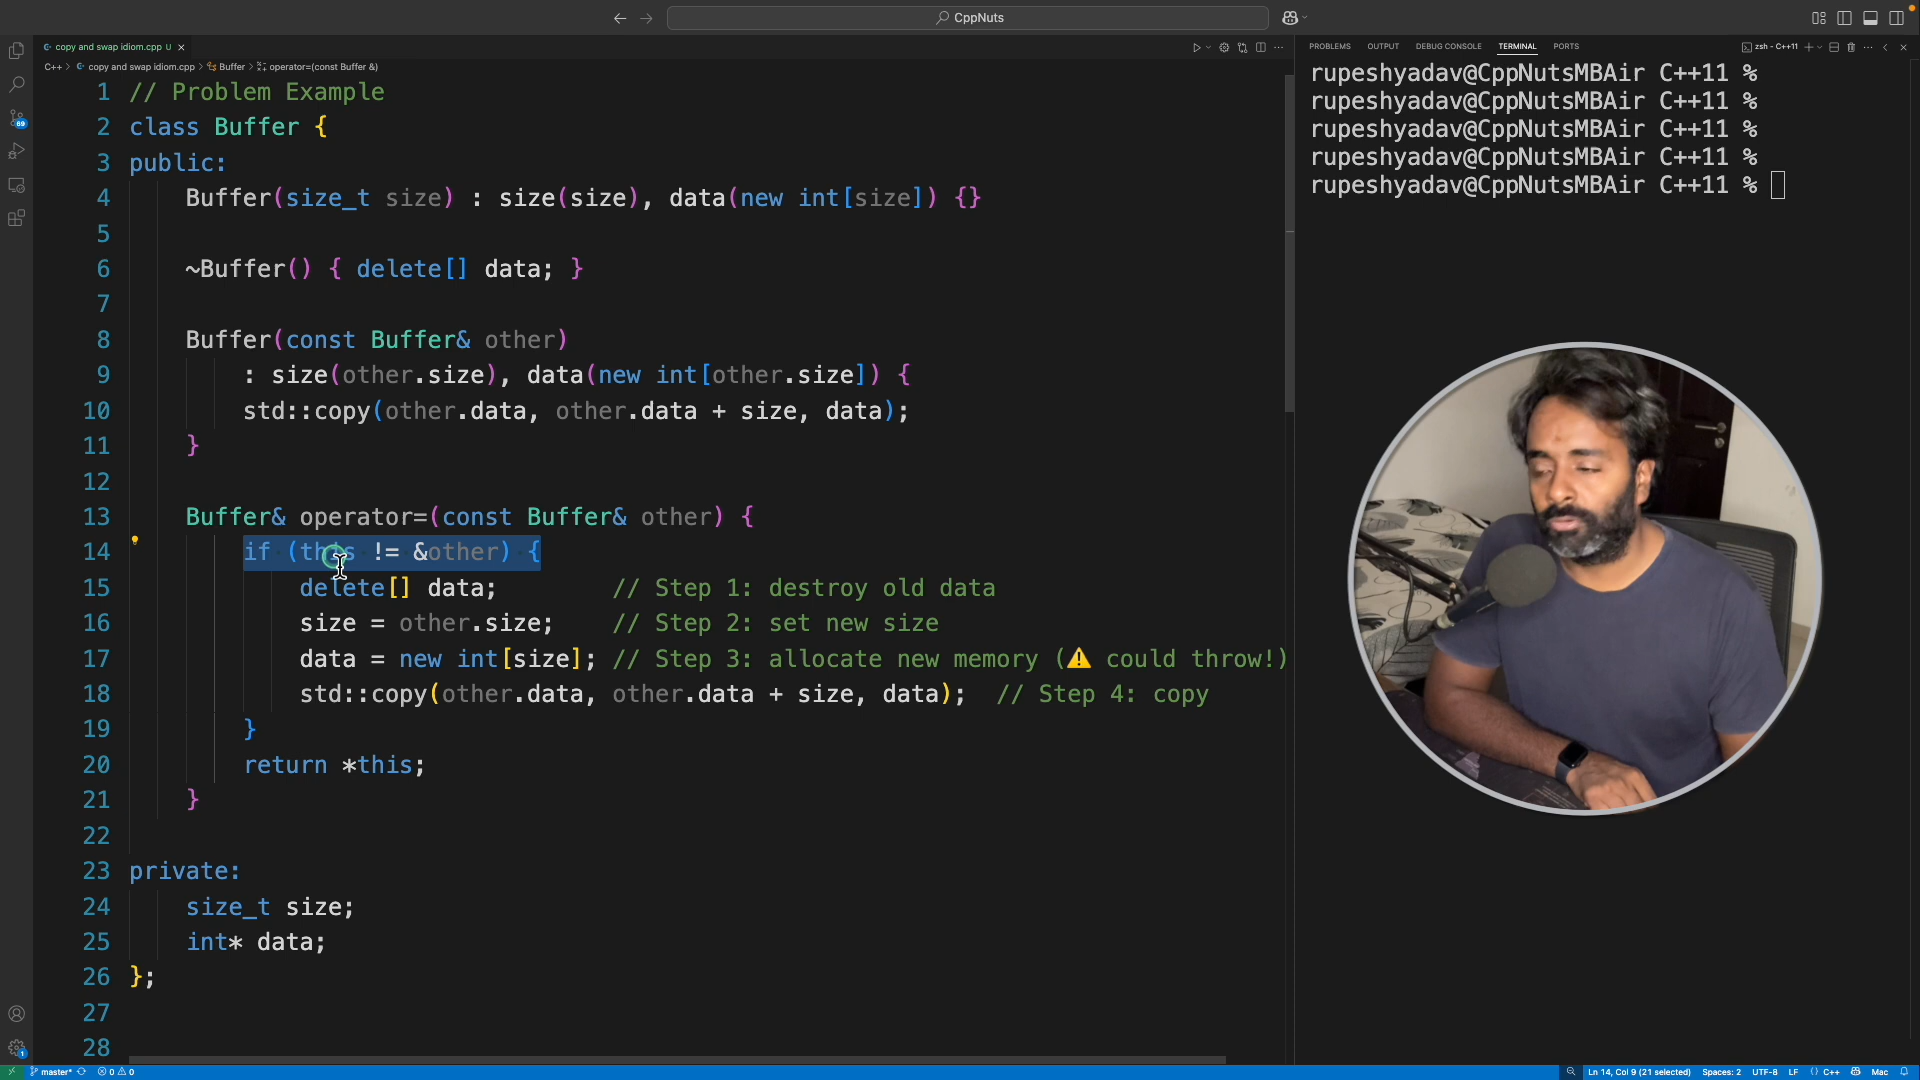 CppNuts
copy and swap idiom.cpp U
C++ > copy and swap idiom.cpp > Buffer > operator=(const Buffer &)
1 // Problem Example
2 class Buffer {
3 public:
4 Buffer(size_t size) : size(size), data(new int[size]) {}
5
6 ~Buffer() { delete[] data; }
7
8 Buffer(const Buffer& other)
9 : size(other.size), data(new int[other.size]) {
10 std::copy(other.data, other.data + size, data);
11 }
12
13 Buffer& operator=(const Buffer& other) {
14 if (this != &other) {
15 delete[] data; // Step 1: destroy old data
16 size = other.size; // Step 2: set new size
17 data = new int[size]; // Step 3: allocate new memory (⚠️ could throw!)
18 std::copy(other.data, other.data + size, data); // Step 4: copy
19 }
20 return *this;
21 }
22
23 private:
24 size_t size;
25 int* data;
26 };
27
28
PROBLEMS OUTPUT DEBUG CONSOLE TERMINAL PORTS
zsh - C++11
rupeshyadav@CppNutsMBAir C++11 %
rupeshyadav@CppNutsMBAir C++11 %
rupeshyadav@CppNutsMBAir C++11 %
rupeshyadav@CppNutsMBAir C++11 %
rupeshyadav@CppNutsMBAir C++11 %
69
1
master* 0 0
Ln 14, Col 9 (21 selected) Spaces: 2 UTF-8 LF {} C++ Mac